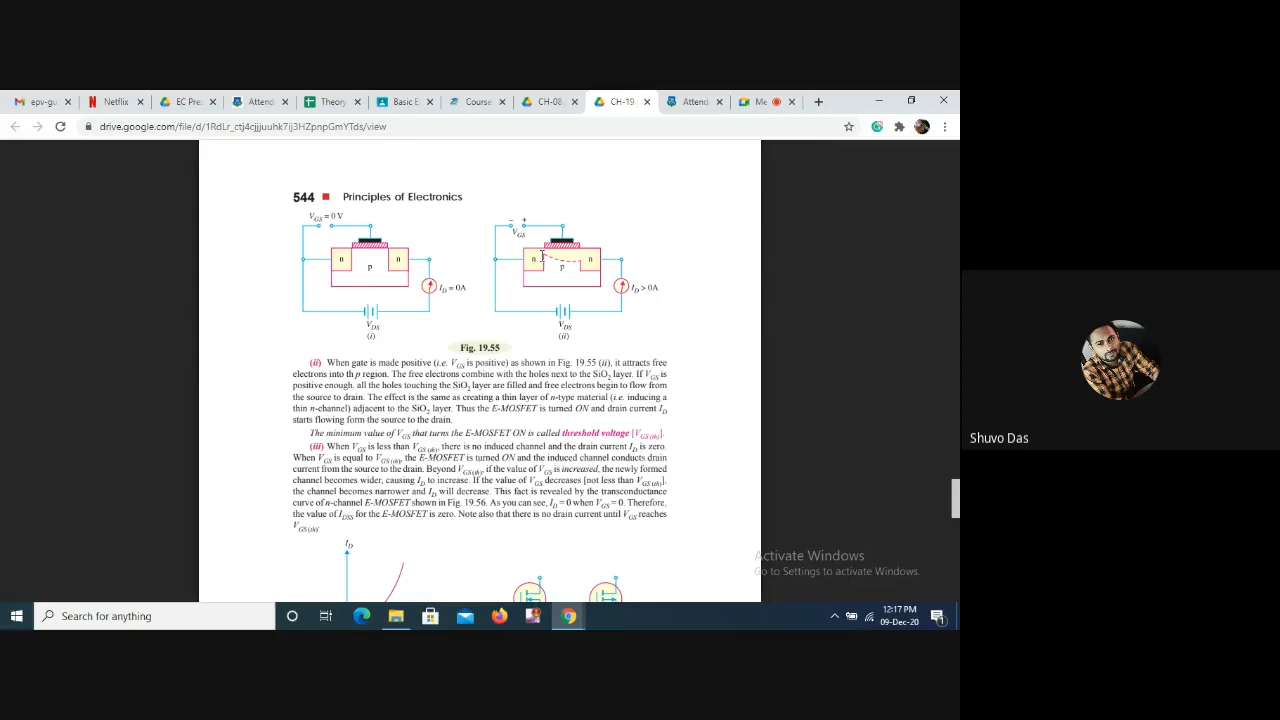 epv-gu Netflix EC Pre: Attend Theory Basic E Course CH-08. CH-19. Attend Me
drive.google.com/file/d/1RdLr_ctj4cjjjuuhk7ij3HZpnpGmYTds/view
544 Principles of Electronics
VGS = 0 V
– +
VGS
n n p
n n p
ID = 0A
ID > 0A
VDS
(i)
VDS
(ii)
Fig. 19.55
(ii) When gate is made positive (i.e. VGS is positive) as shown in Fig. 19.55 (ii), it attracts free
electrons into th p region. The free electrons combine with the holes next to the SiO2 layer. If VGS is
positive enough, all the holes touching the SiO2 layer are filled and free electrons begin to flow from
the source to drain. The effect is the same as creating a thin layer of n-type material (i.e. inducing a
thin n-channel) adjacent to the SiO2 layer. Thus the E-MOSFET is turned ON and drain current ID
starts flowing form the source to the drain.
The minimum value of VGS that turns the E-MOSFET ON is called threshold voltage [VGS (th)].
(iii) When VGS is less than VGS (th), there is no induced channel and the drain current ID is zero.
When VGS is equal to VGS (th), the E-MOSFET is turned ON and the induced channel conducts drain
current from the source to the drain. Beyond VGS (th), if the value of VGS is increased, the newly formed
channel becomes wider, causing ID to increase. If the value of VGS decreases [not less than VGS (th)],
the channel becomes narrower and ID will decrease. This fact is revealed by the transconductance
curve of n-channel E-MOSFET shown in Fig. 19.56. As you can see, ID = 0 when VGS = 0. Therefore,
the value of IDSS for the E-MOSFET is zero. Note also that there is no drain current until VGS reaches
VGS (th).
ID
Shuvo Das
Activate Windows
Go to Settings to activate Windows.
Search for anything
12:17 PM
09-Dec-20
1